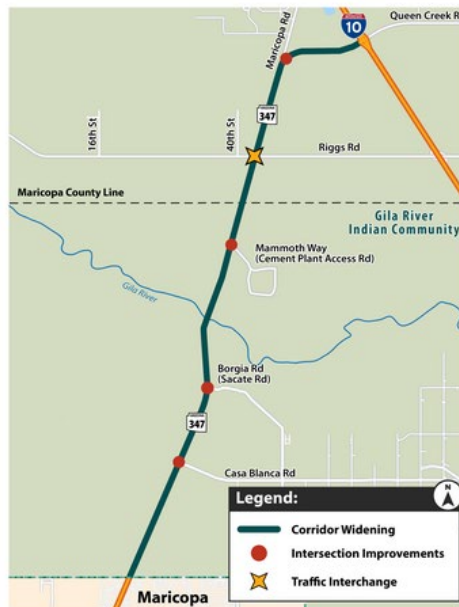 Queen Creek Rd
10
Maricopa Rd
347
16th St
40th St
Riggs Rd
Maricopa County Line
Gila River
Indian Community
Mammoth Way
(Cement Plant Access Rd)
Gila River
Borgia Rd
(Sacate Rd)
347
Casa Blanca Rd
Legend:
N
Corridor Widening
Intersection Improvements
Traffic Interchange
Maricopa